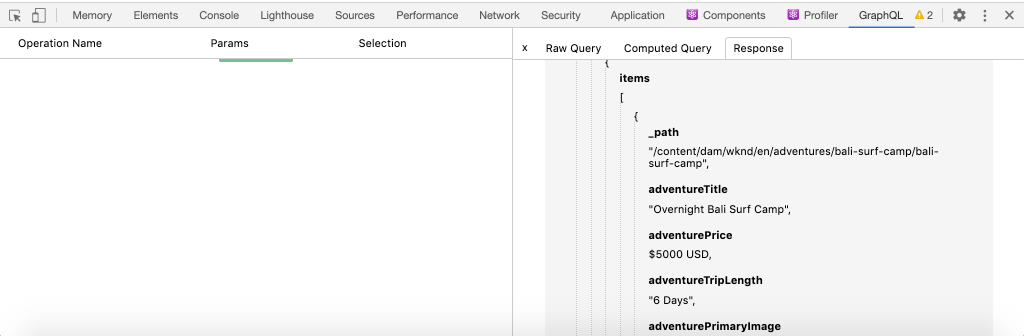 Memory Elements Console Lighthouse Sources Performance Network Security Application Components Profiler GraphQL 2
Operation Name Params Selection
x Raw Query Computed Query Response
{
items
[
{
_path
"/content/dam/wknd/en/adventures/bali-surf-camp/bali-
surf-camp",
adventureTitle
"Overnight Bali Surf Camp",
adventurePrice
$5000 USD,
adventureTripLength
"6 Days",
adventurePrimaryImage